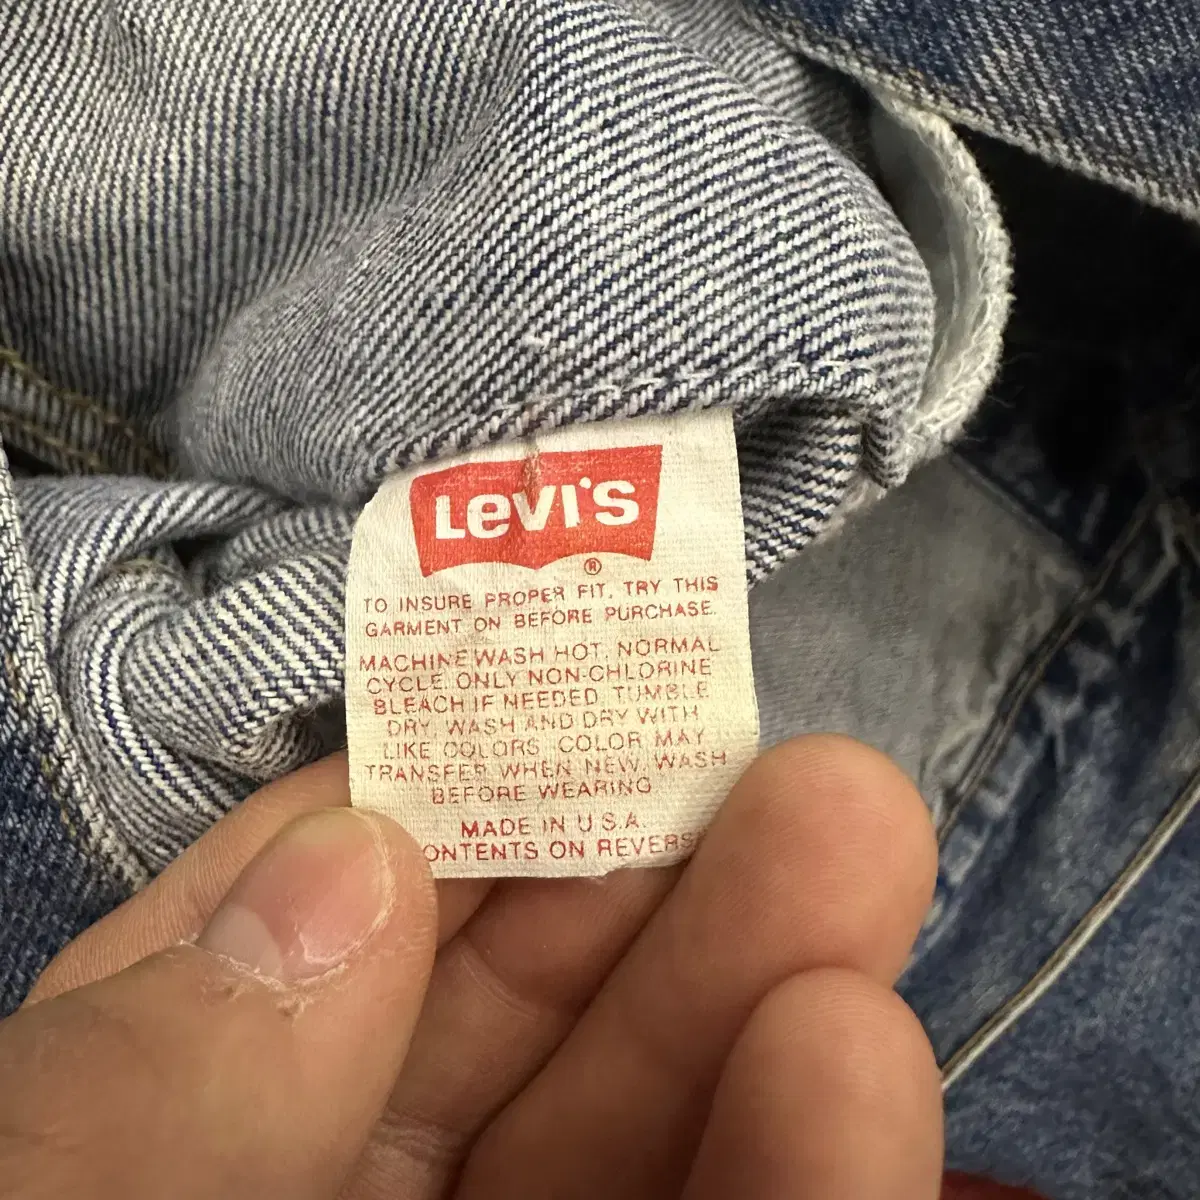 LeVI'S
®
TO INSURE PROPER FIT, TRY THIS
GARMENT ON BEFORE PURCHASE.
MACHINE WASH HOT, NORMAL
CYCLE. ONLY NON-CHLORINE
BLEACH IF NEEDED. TUMBLE
DRY. WASH AND DRY WITH
LIKE COLORS. COLOR MAY
TRANSFER WHEN NEW. WASH
BEFORE WEARING.
MADE IN U.S.A.
ONTENTS ON REVERS